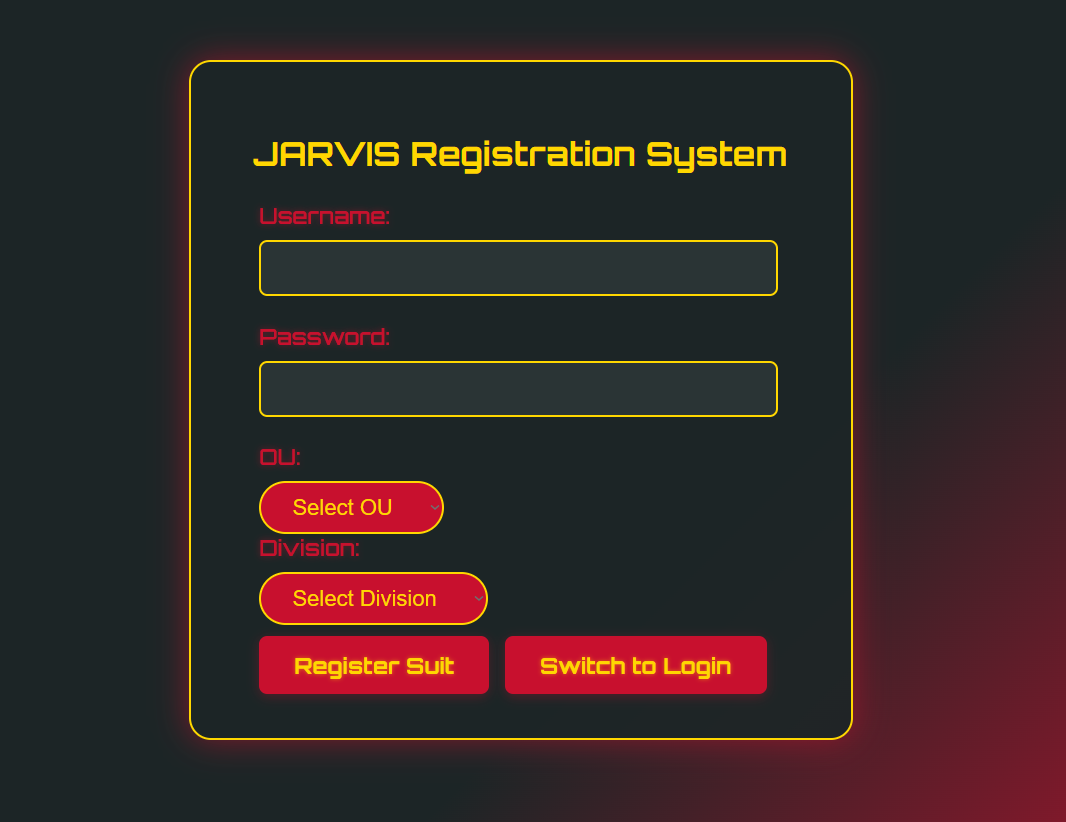 JARVIS Registration System
Username:
Password:
OU:
Select OU
Division:
Select Division
Register Suit Switch to Login